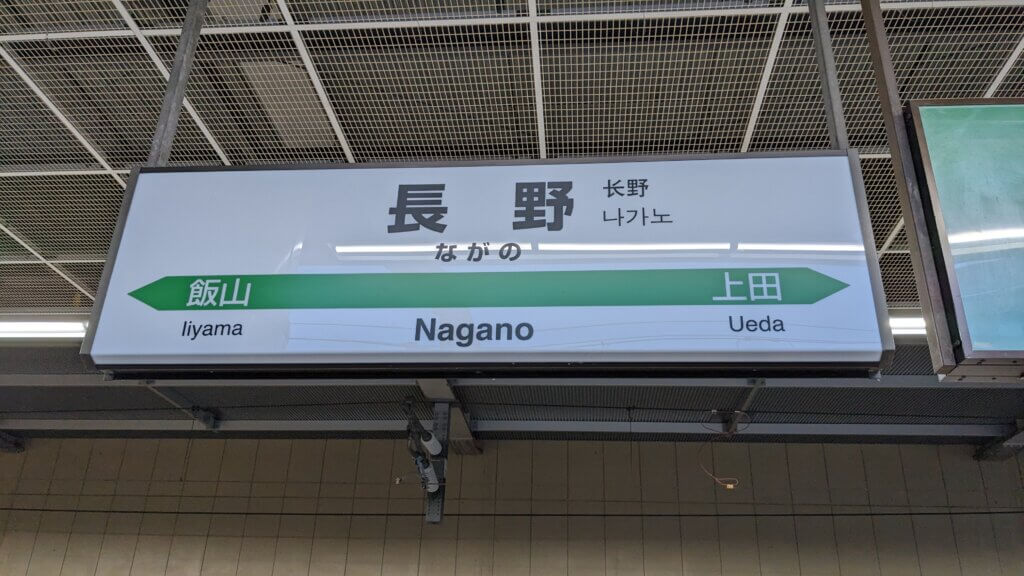 長野 长野
나가노
ながの
飯山 上田
Iiyama Nagano Ueda